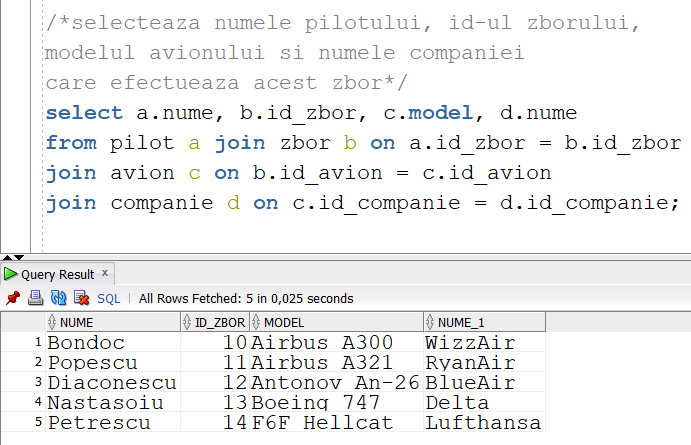 /*selecteaza numele pilotului, id-ul zborului,
modelul avionului si numele companiei
care efectueaza acest zbor*/
select a.nume, b.id_zbor, c.model, d.nume
from pilot a join zbor b on a.id_zbor = b.id_zbor
join avion c on b.id_avion = c.id_avion
join companie d on c.id_companie = d.id_companie;
Query Result x
SQL | All Rows Fetched: 5 in 0,025 seconds
NUME ID_ZBOR MODEL NUME_1
1 Bondoc 10 Airbus A300 WizzAir
2 Popescu 11 Airbus A321 RyanAir
3 Diaconescu 12 Antonov An-26 BlueAir
4 Nastasoiu 13 Boeing 747 Delta
5 Petrescu 14 F6F Hellcat Lufthansa